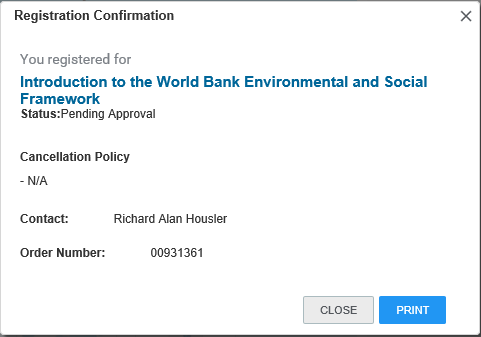 Registration Confirmation
You registered for
Introduction to the World Bank Environmental and Social
Framework
Status:Pending Approval
Cancellation Policy
- N/A
Contact: Richard Alan Housler
Order Number: 00931361
CLOSE PRINT